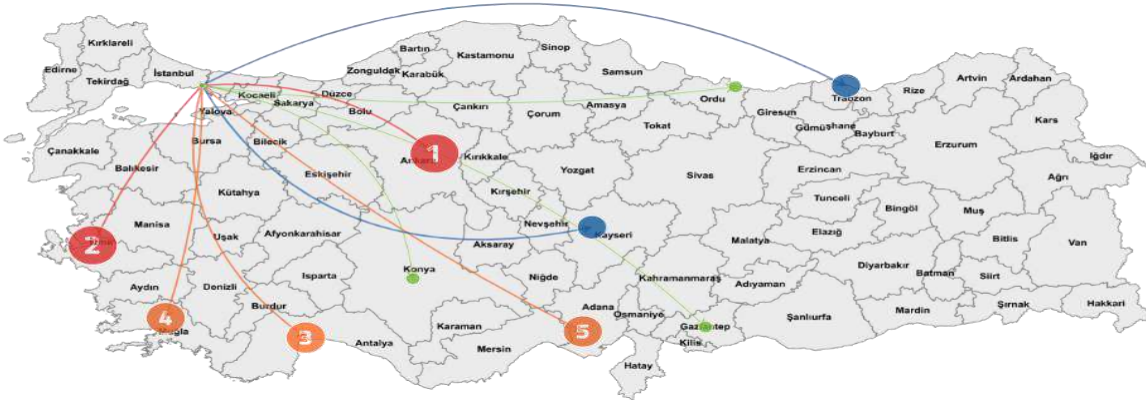 Kırklareli
Edirne
Tekirdağ
İstanbul
Kocaeli
Yalova
Sakarya
Düzce
Zonguldak
Bartın
Karabük
Kastamonu
Sinop
Samsun
Ordu
Giresun
Trabzon
Rize
Artvin
Ardahan
Kars
Iğdır
Ağrı
Erzurum
Bayburt
Gümüşhane
Tokat
Amasya
Çorum
Çankırı
Bolu
Bilecik
Bursa
Çanakkale
Balıkesir
Kütahya
Eskişehir
Ankara
1
Kırıkkale
Kırşehir
Yozgat
Sivas
Erzincan
Tunceli
Bingöl
Muş
Bitlis
Van
Hakkari
Şırnak
Siirt
Batman
Mardin
Diyarbakır
Elazığ
Malatya
Adıyaman
Şanlıurfa
Gaziantep
Kilis
Hatay
Osmaniye
Kahramanmaraş
Kayseri
Nevşehir
Aksaray
Niğde
Adana
5
Mersin
Karaman
Konya
Afyonkarahisar
Uşak
Manisa
2
Aydın
Denizli
Isparta
Burdur
Antalya
3
4
Muğla